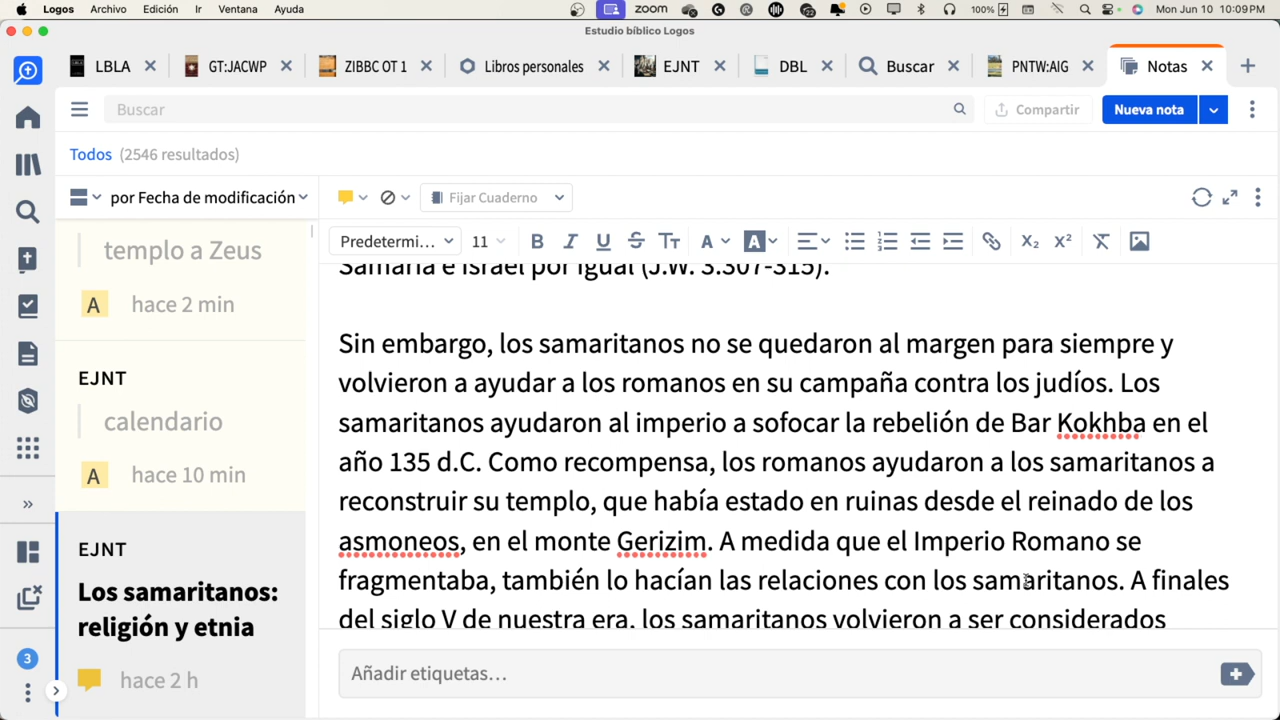 Logos Archivo Edición Ir Ventana Ayuda zoom 100% Mon Jun 10 10:09 PM
Estudio bíblico Logos
LBLA GT:JACWP ZIBBC OT 1 Libros personales EJNT DBL Buscar PNTW:AIG Notas
Buscar Compartir Nueva nota
Todos (2546 resultados)
por Fecha de modificación Fijar Cuaderno
Predetermi... 11 B I U S Tт A A X₂ X²
templo a Zeus
A hace 2 min
EJNT
calendario
A hace 10 min
EJNT
Los samaritanos:
religión y etnia
hace 2 h
3
Samaria e Israel por igual (J.W. 3.307-315).
Sin embargo, los samaritanos no se quedaron al margen para siempre y
volvieron a ayudar a los romanos en su campaña contra los judíos. Los
samaritanos ayudaron al imperio a sofocar la rebelión de Bar Kokhba en el
año 135 d.C. Como recompensa, los romanos ayudaron a los samaritanos a
reconstruir su templo, que había estado en ruinas desde el reinado de los
asmoneos, en el monte Gerizim. A medida que el Imperio Romano se
fragmentaba, también lo hacían las relaciones con los samaritanos. A finales
del siglo V de nuestra era, los samaritanos volvieron a ser considerados
Añadir etiquetas...